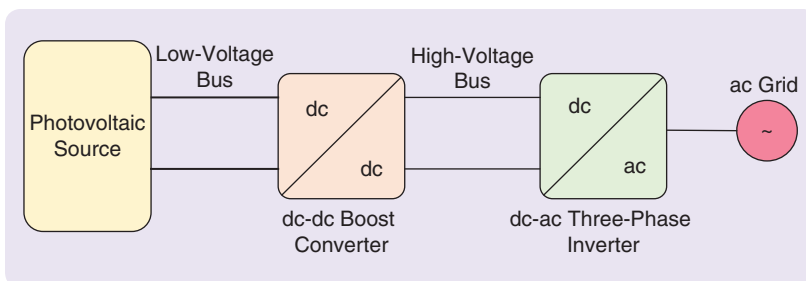 Photovoltaic
Source
Low-Voltage
Bus
dc
dc
dc-dc Boost
Converter
High-Voltage
Bus
dc
ac
dc-ac Three-Phase
Inverter
ac Grid
~